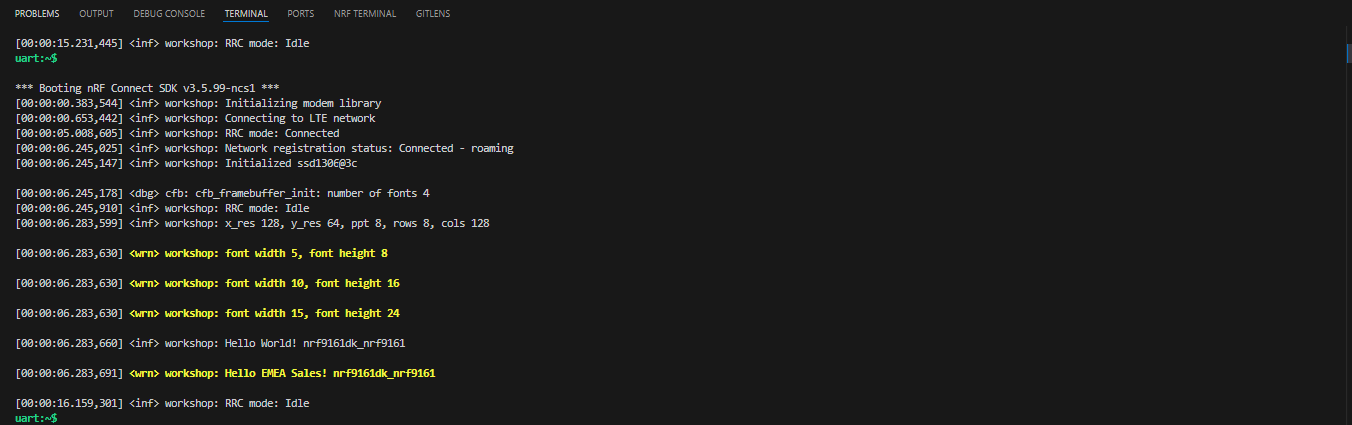 PROBLEMS OUTPUT DEBUG CONSOLE TERMINAL PORTS NRF TERMINAL GITLENS
[00:00:15.231,445] <inf> workshop: RRC mode: Idle
uart:~$
*** Booting nRF Connect SDK v3.5.99-ncs1 ***
[00:00:00.383,544] <inf> workshop: Initializing modem library
[00:00:00.653,442] <inf> workshop: Connecting to LTE network
[00:00:05.008,605] <inf> workshop: RRC mode: Connected
[00:00:06.245,025] <inf> workshop: Network registration status: Connected - roaming
[00:00:06.245,147] <inf> workshop: Initialized ssd1306@3c
[00:00:06.245,178] <dbg> cfb: cfb_framebuffer_init: number of fonts 4
[00:00:06.245,910] <inf> workshop: RRC mode: Idle
[00:00:06.283,599] <inf> workshop: x_res 128, y_res 64, ppt 8, rows 8, cols 128
[00:00:06.283,630] <wrn> workshop: font width 5, font height 8
[00:00:06.283,630] <wrn> workshop: font width 10, font height 16
[00:00:06.283,630] <wrn> workshop: font width 15, font height 24
[00:00:06.283,660] <inf> workshop: Hello World! nrf9161dk_nrf9161
[00:00:06.283,691] <wrn> workshop: Hello EMEA Sales! nrf9161dk_nrf9161
[00:00:16.159,301] <inf> workshop: RRC mode: Idle
uart:~$